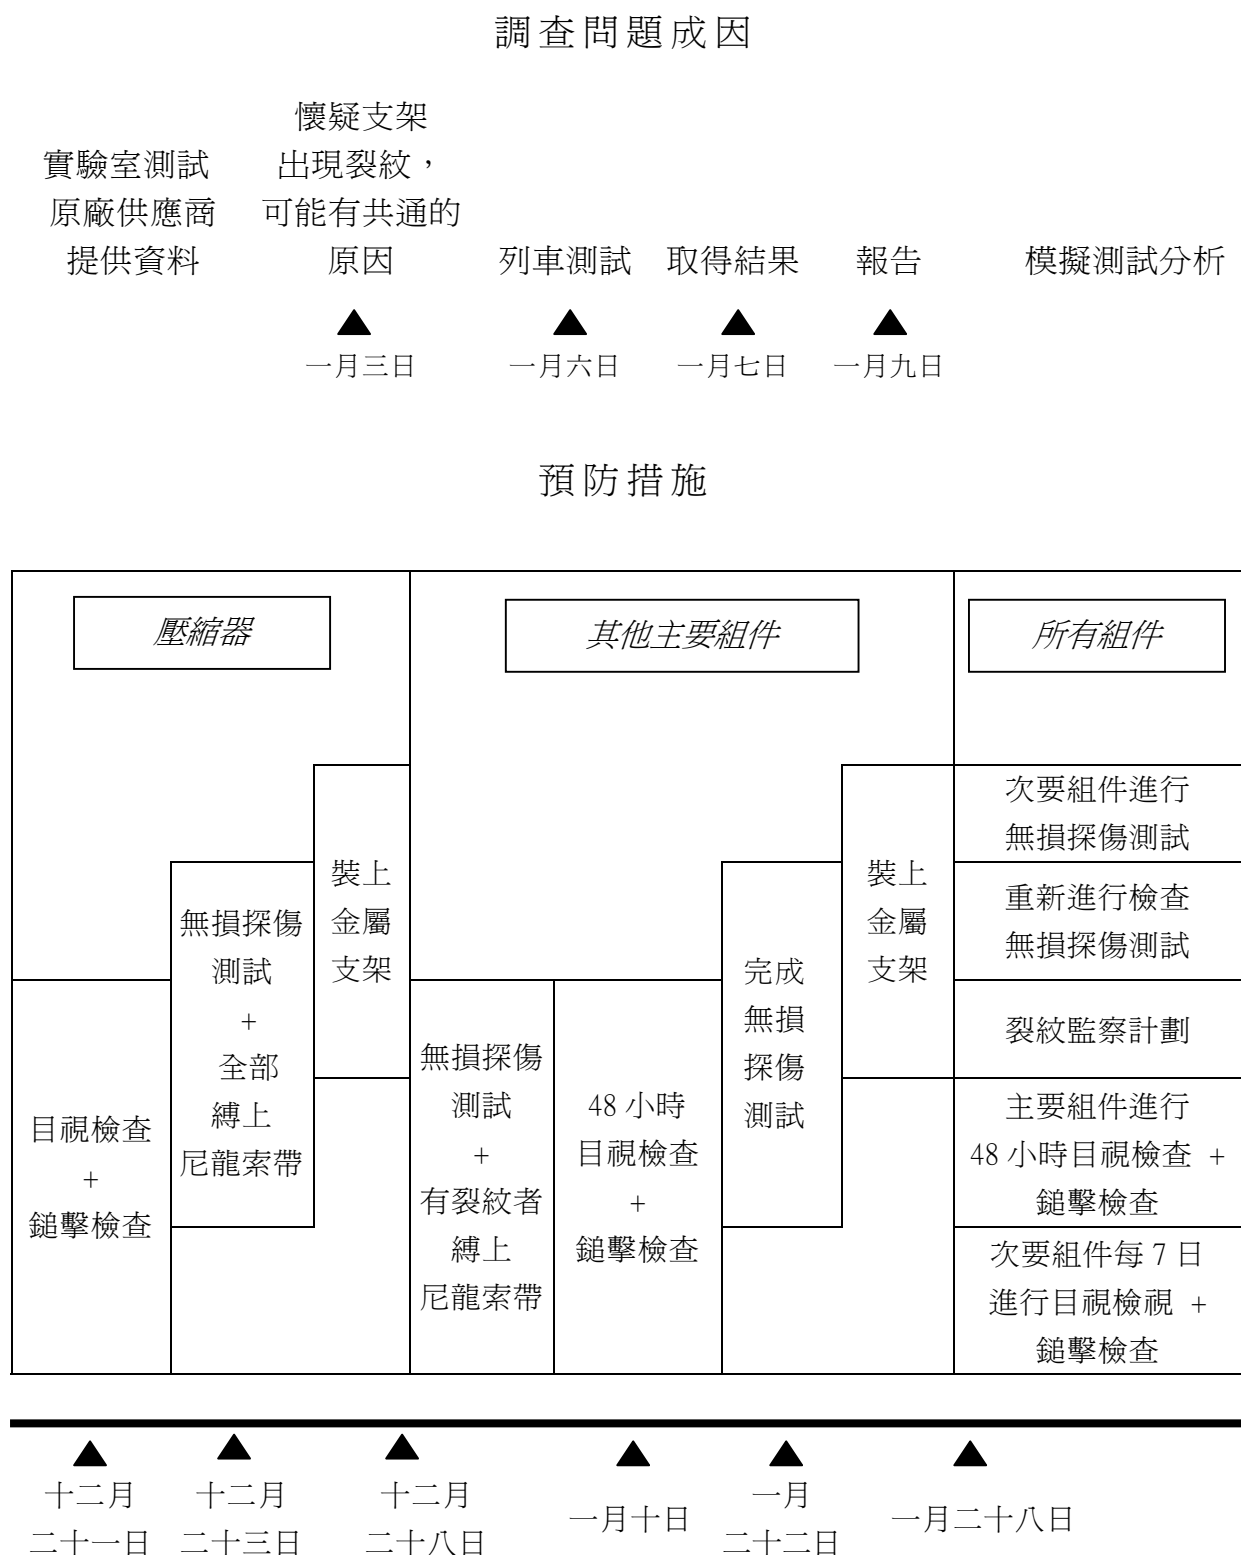 調查問題成因
實驗室測試
原廠供應商
提供資料
懷疑支架
出現裂紋，
可能有共通的
原因
列車測試
取得結果
報告
模擬測試分析
一月三日
一月六日
一月七日
一月九日
預防措施
壓縮器
其他主要組件
所有組件
目視檢查
+
鎚擊檢查
無損探傷
測試
+
全部
縛上
尼龍索帶
裝上
金屬
支架
無損探傷
測試
+
有裂紋者
縛上
尼龍索帶
48 小時
目視檢查
+
鎚擊檢查
完成
無損
探傷
測試
裝上
金屬
支架
次要組件進行
無損探傷測試
重新進行檢查
無損探傷測試
裂紋監察計劃
主要組件進行
48 小時目視檢查 +
鎚擊檢查
次要組件每 7 日
進行目視檢視 +
鎚擊檢查
十二月
二十一日
十二月
二十三日
十二月
二十八日
一月十日
一月
二十二日
一月二十八日